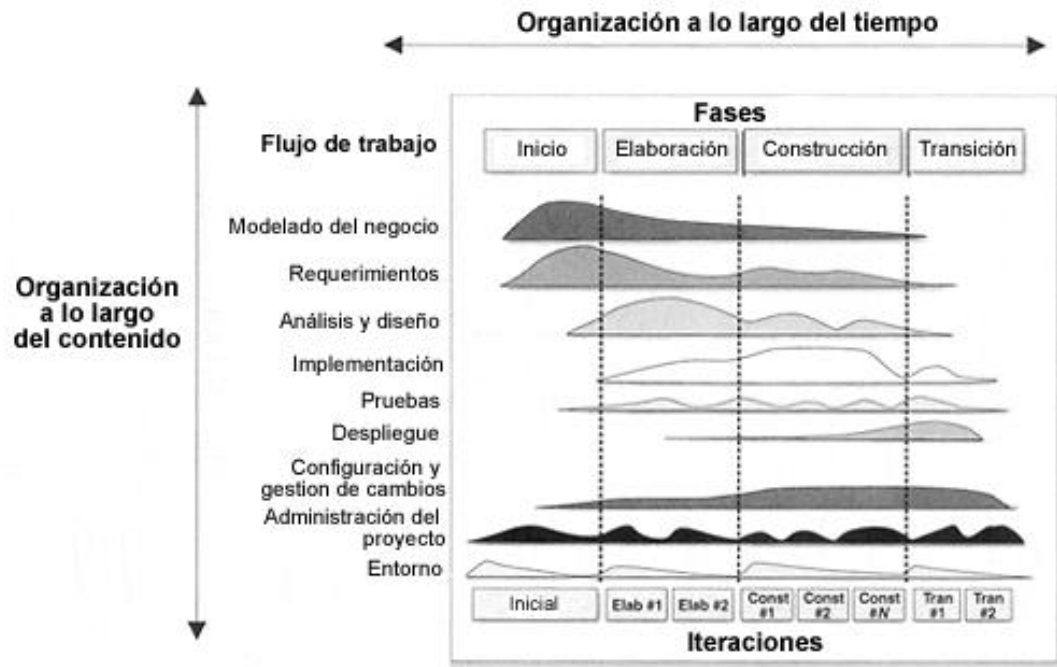 Organización a lo largo del tiempo
Fases
Flujo de trabajo
Inicio
Elaboración
Construcción
Transición
Modelado del negocio
Requerimientos
Organización
a lo largo
del contenido
Análisis y diseño
Implementación
Pruebas
Despliegue
Configuración y
gestion de cambios
Administración del
proyecto
Entorno
Inicial
Elab #1
Elab #2
Const
#1
Const
#2
Const
#N
Tran
#1
Tran
#2
Iteraciones